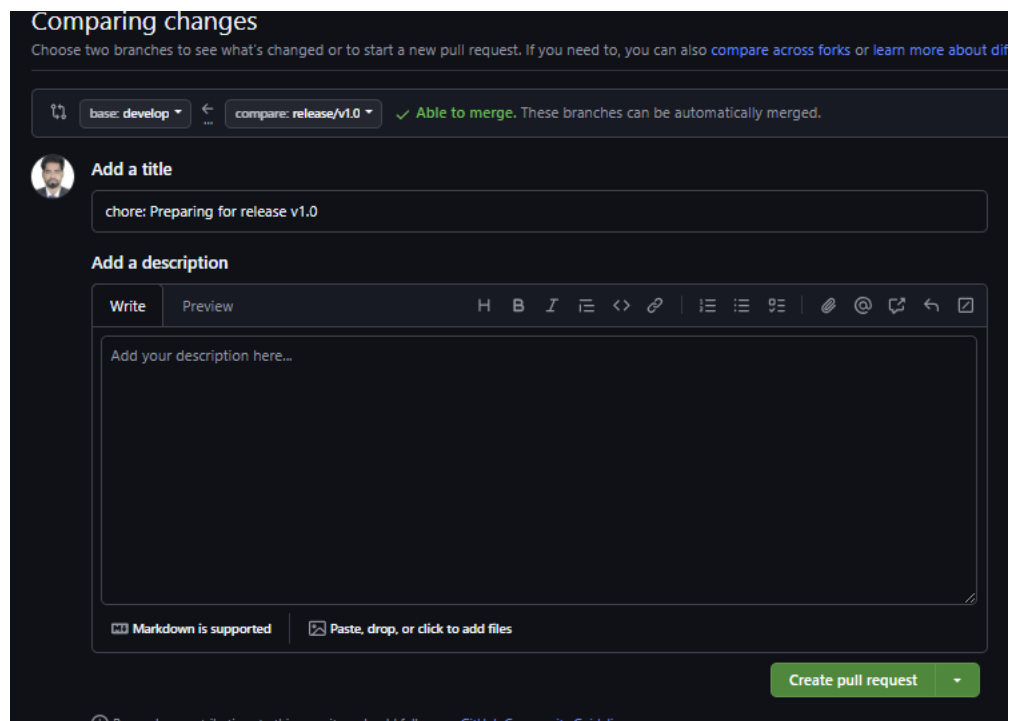 Comparing changes
Choose two branches to see what's changed or to start a new pull request. If you need to, you can also compare across forks or learn more about dif
base: develop
compare: release/v1.0
Able to merge. These branches can be automatically merged.
Add a title
chore: Preparing for release v1.0
Add a description
Write Preview
Add your description here...
Markdown is supported
Paste, drop, or click to add files
Create pull request